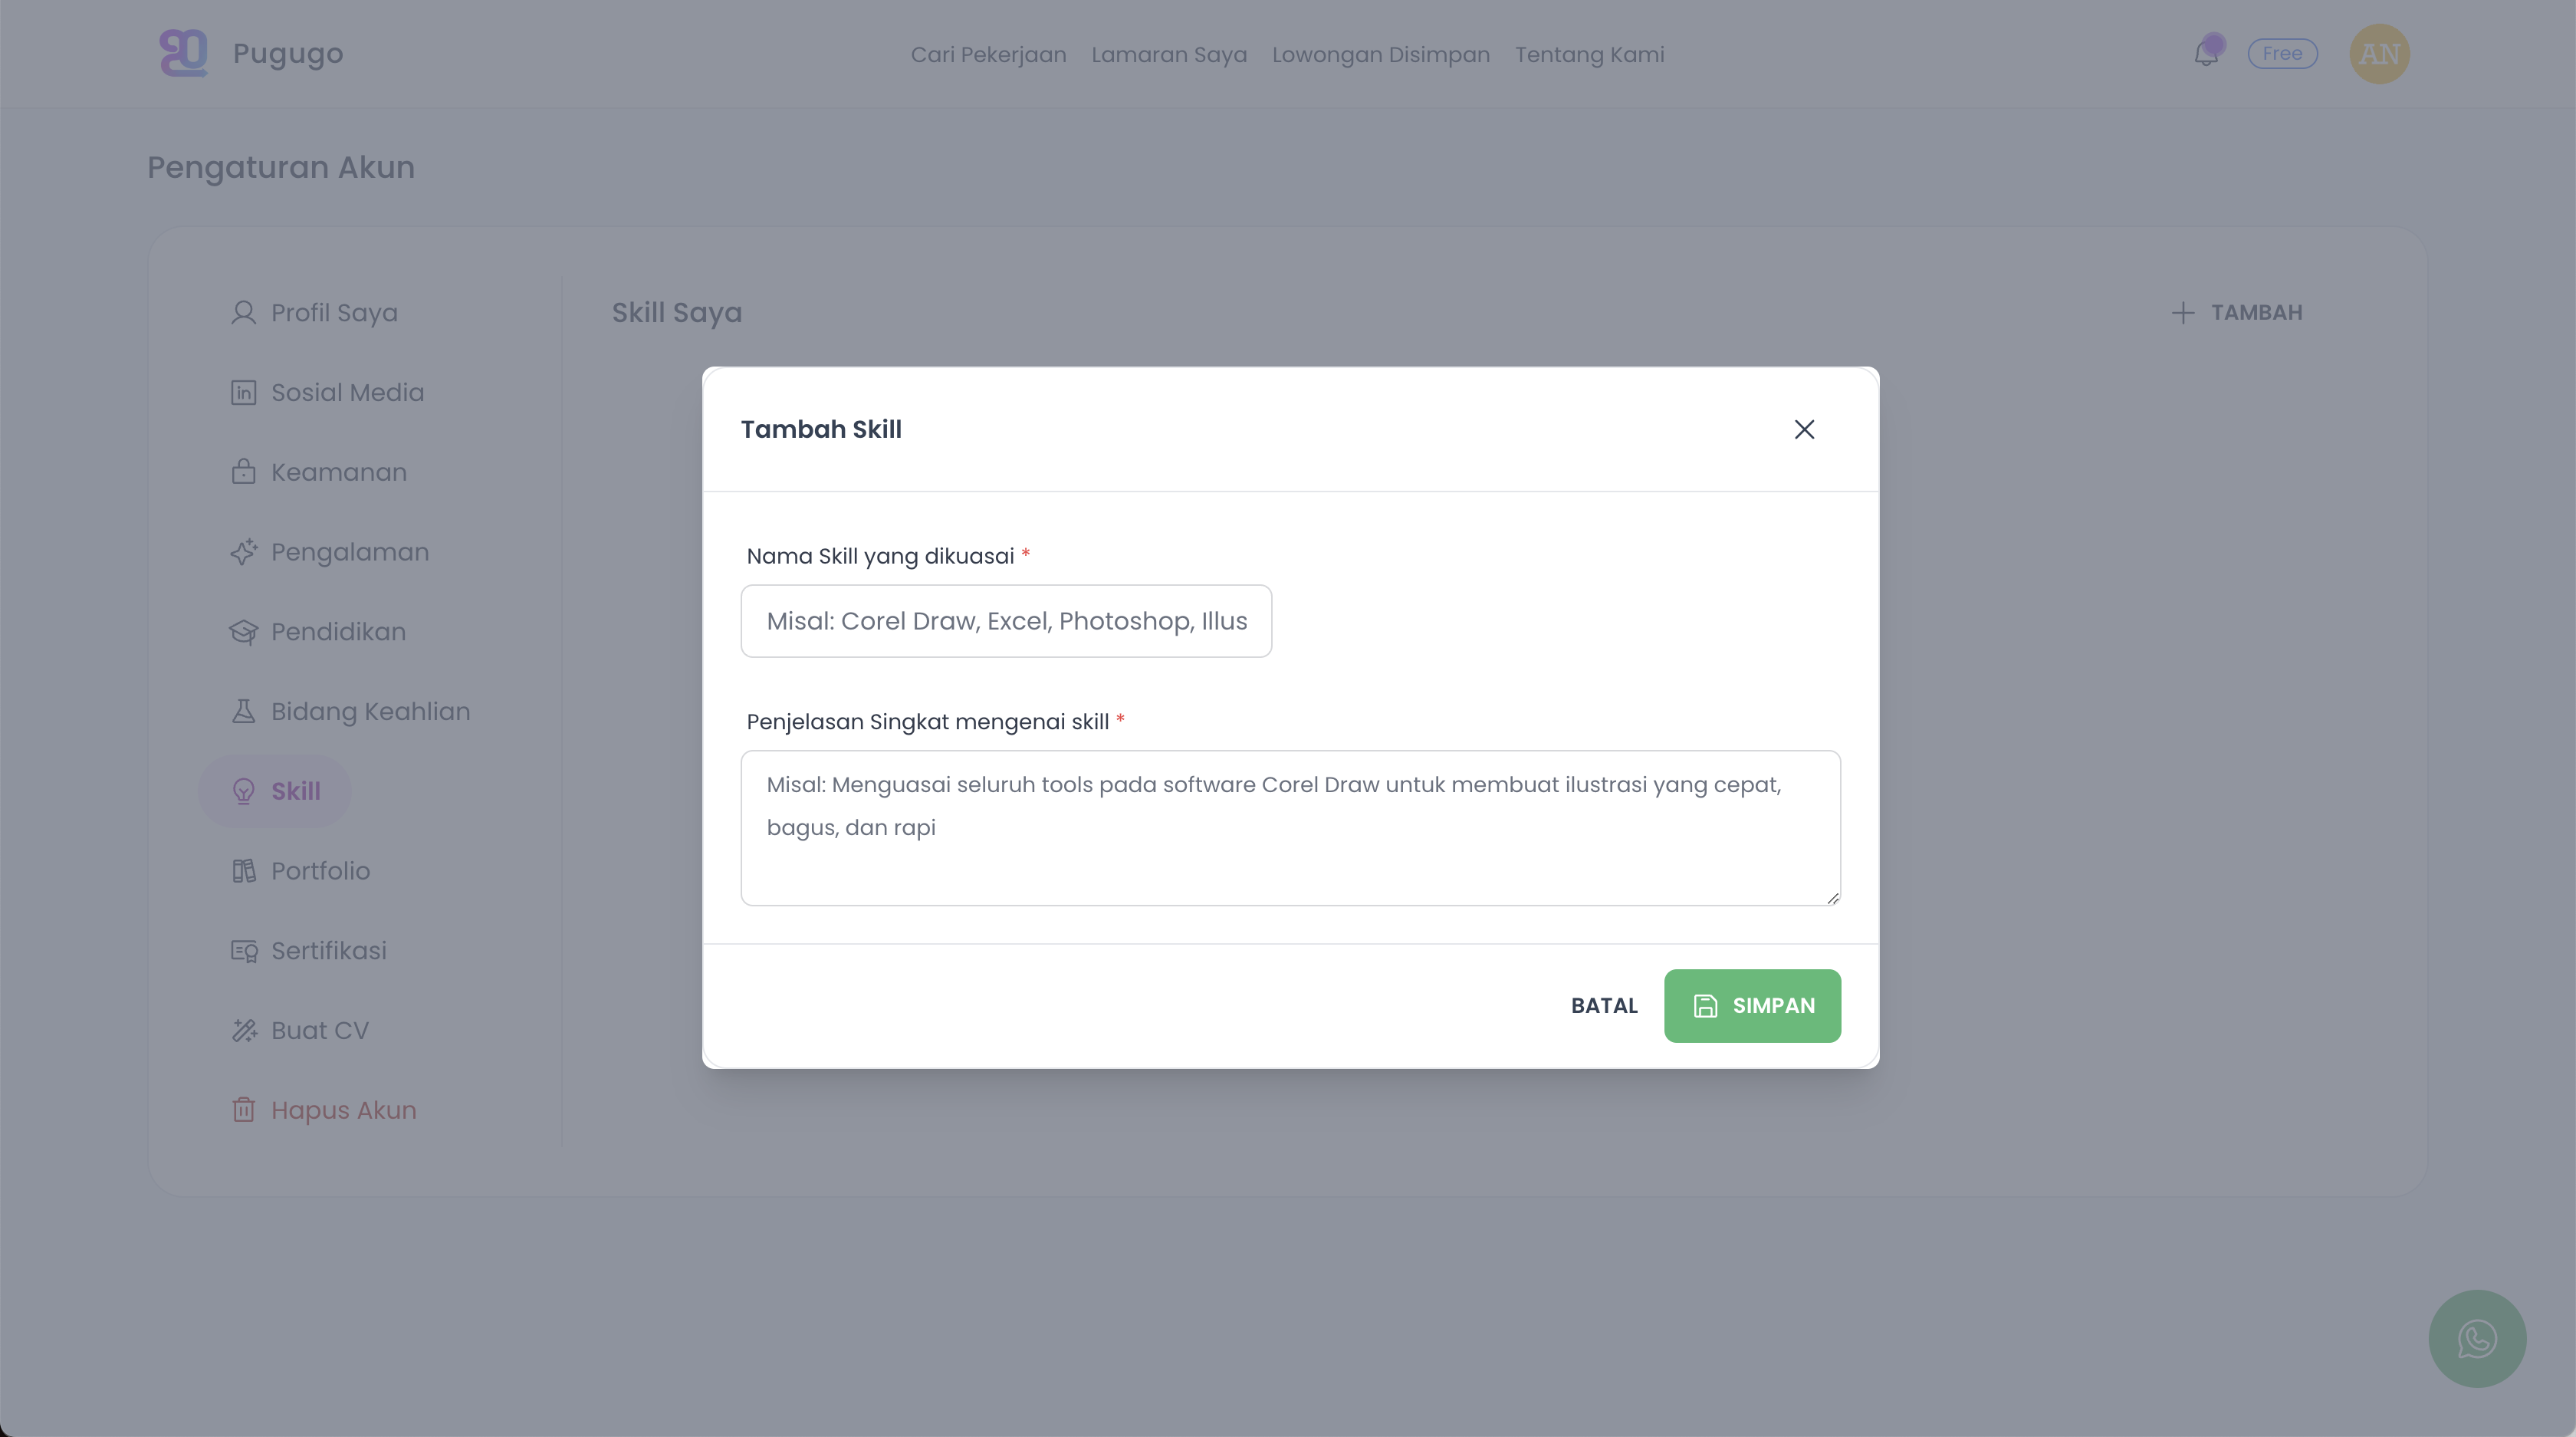 Pugugo
Cari Pekerjaan Lamaran Saya Lowongan Disimpan Tentang Kami
Free
AN
Pengaturan Akun
Profil Saya
Sosial Media
Keamanan
Pengalaman
Pendidikan
Bidang Keahlian
Skill
Portfolio
Sertifikasi
Buat CV
Hapus Akun
Skill Saya
TAMBAH
Tambah Skill
Nama Skill yang dikuasai *
Misal: Corel Draw, Excel, Photoshop, Illus
Penjelasan Singkat mengenai skill *
Misal: Menguasai seluruh tools pada software Corel Draw untuk membuat ilustrasi yang cepat,
bagus, dan rapi
BATAL
SIMPAN